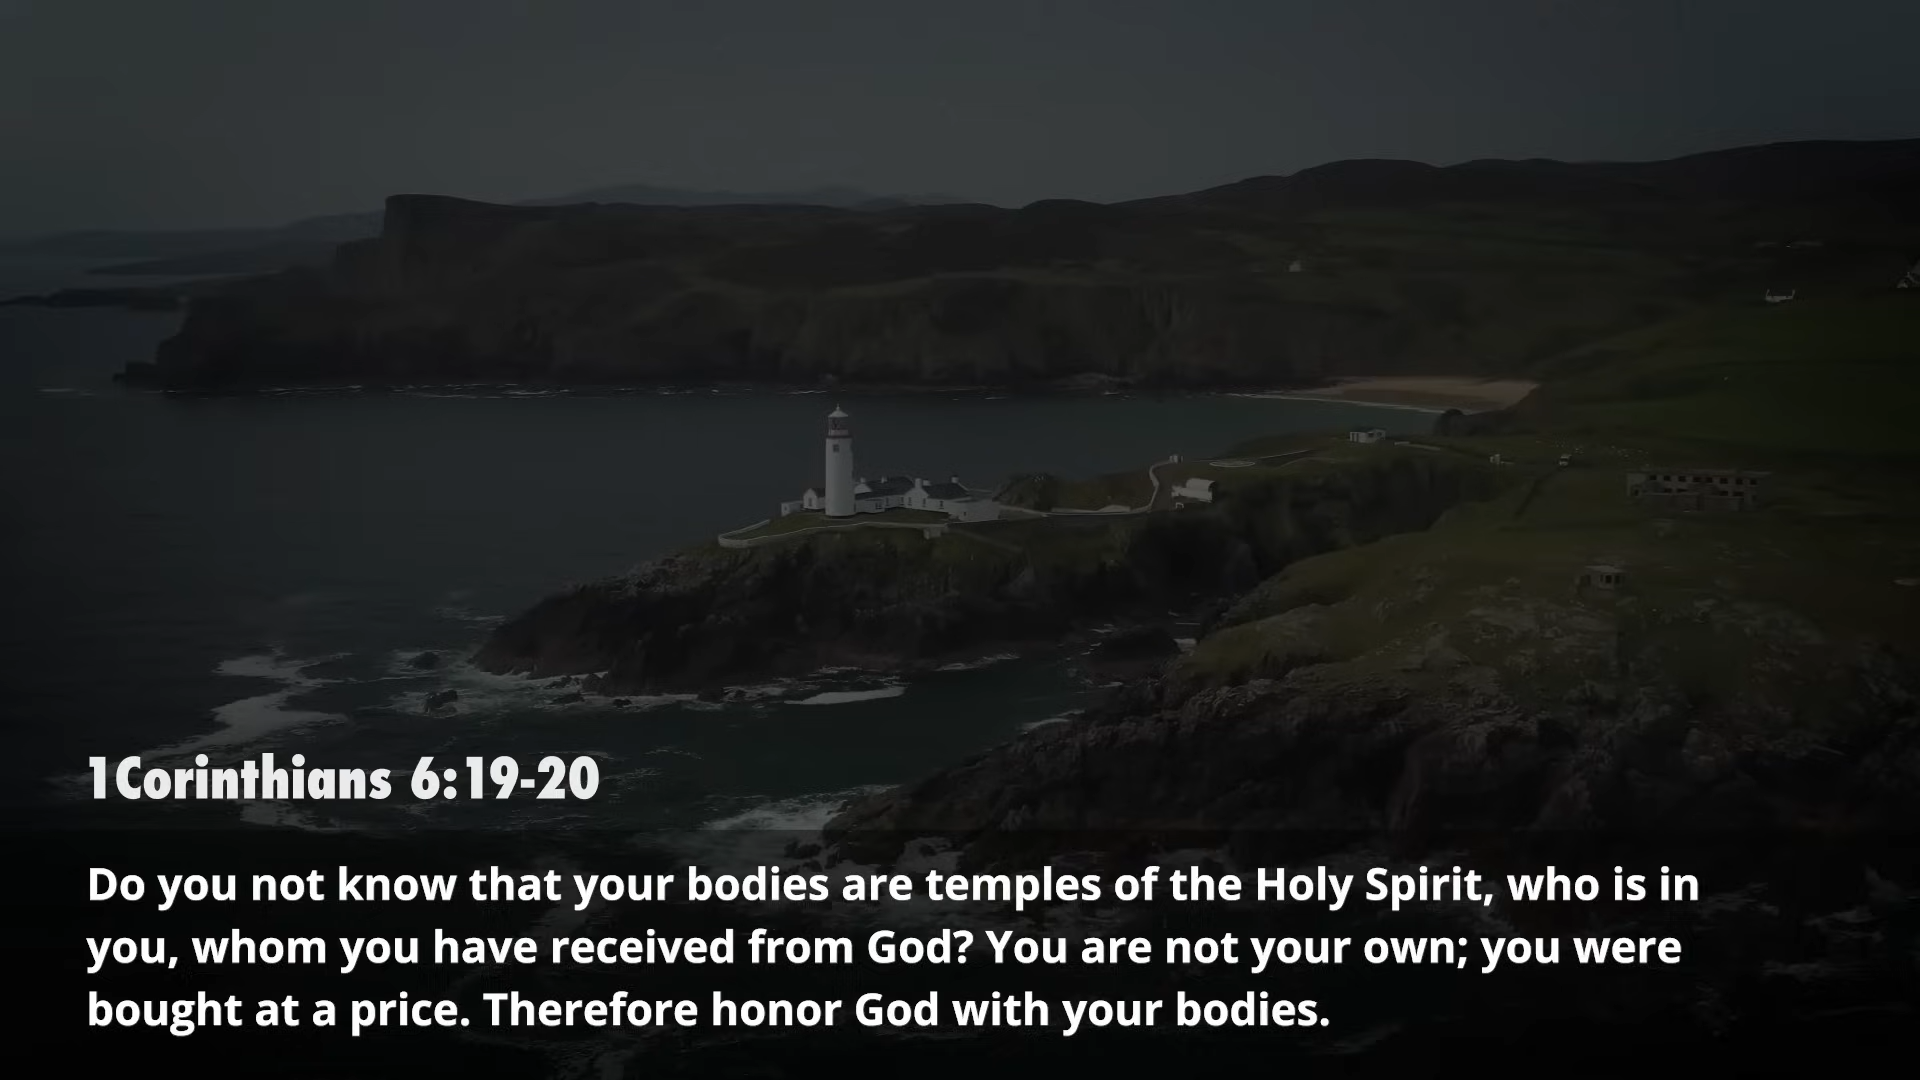 1Corinthians 6:19-20
Do you not know that your bodies are temples of the Holy Spirit, who is in
you, whom you have received from God? You are not your own; you were
bought at a price. Therefore honor God with your bodies.